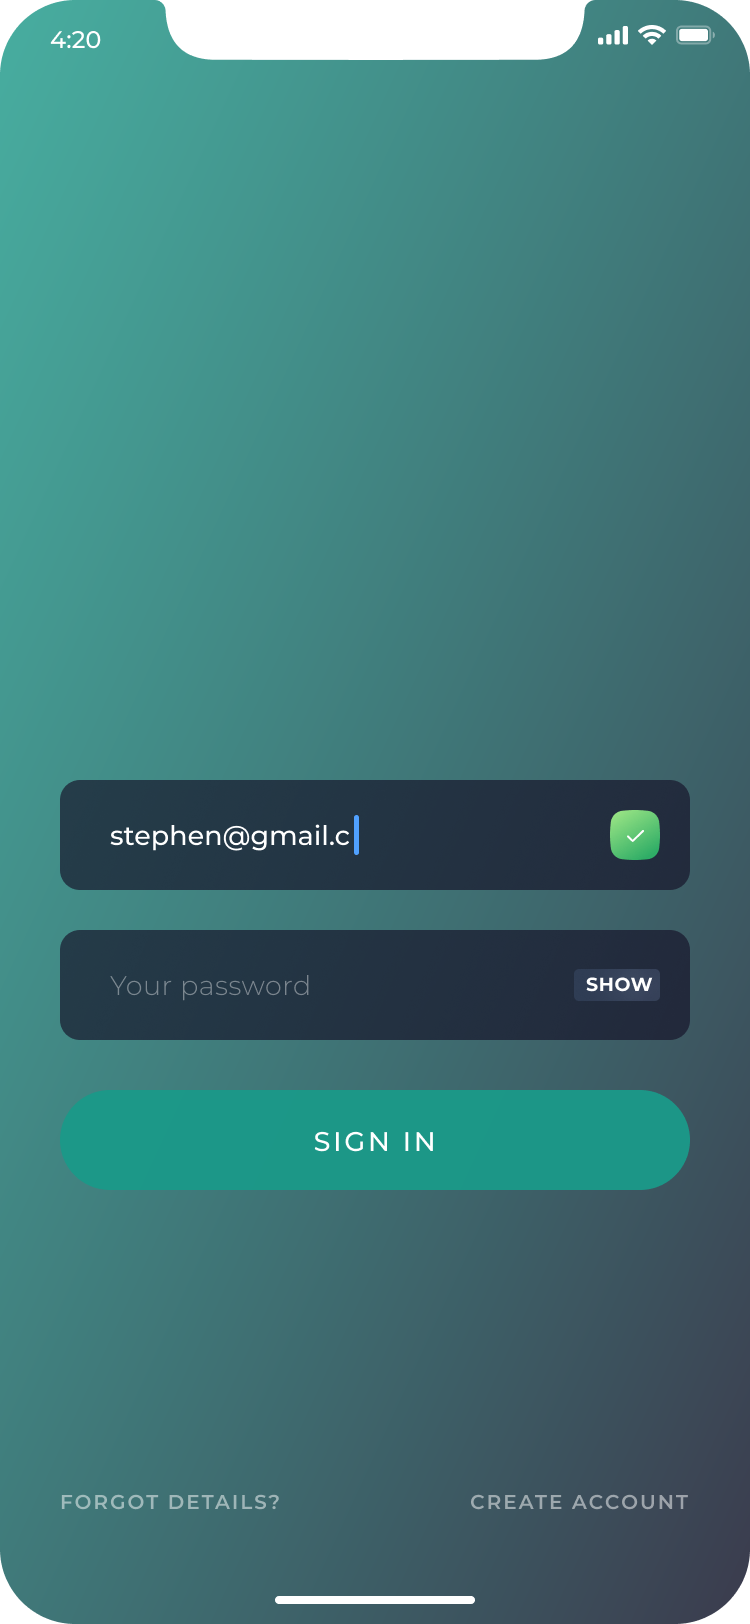 4:20
stephen@gmail.c
Your password
SHOW
SIGN IN
FORGOT DETAILS?
CREATE ACCOUNT